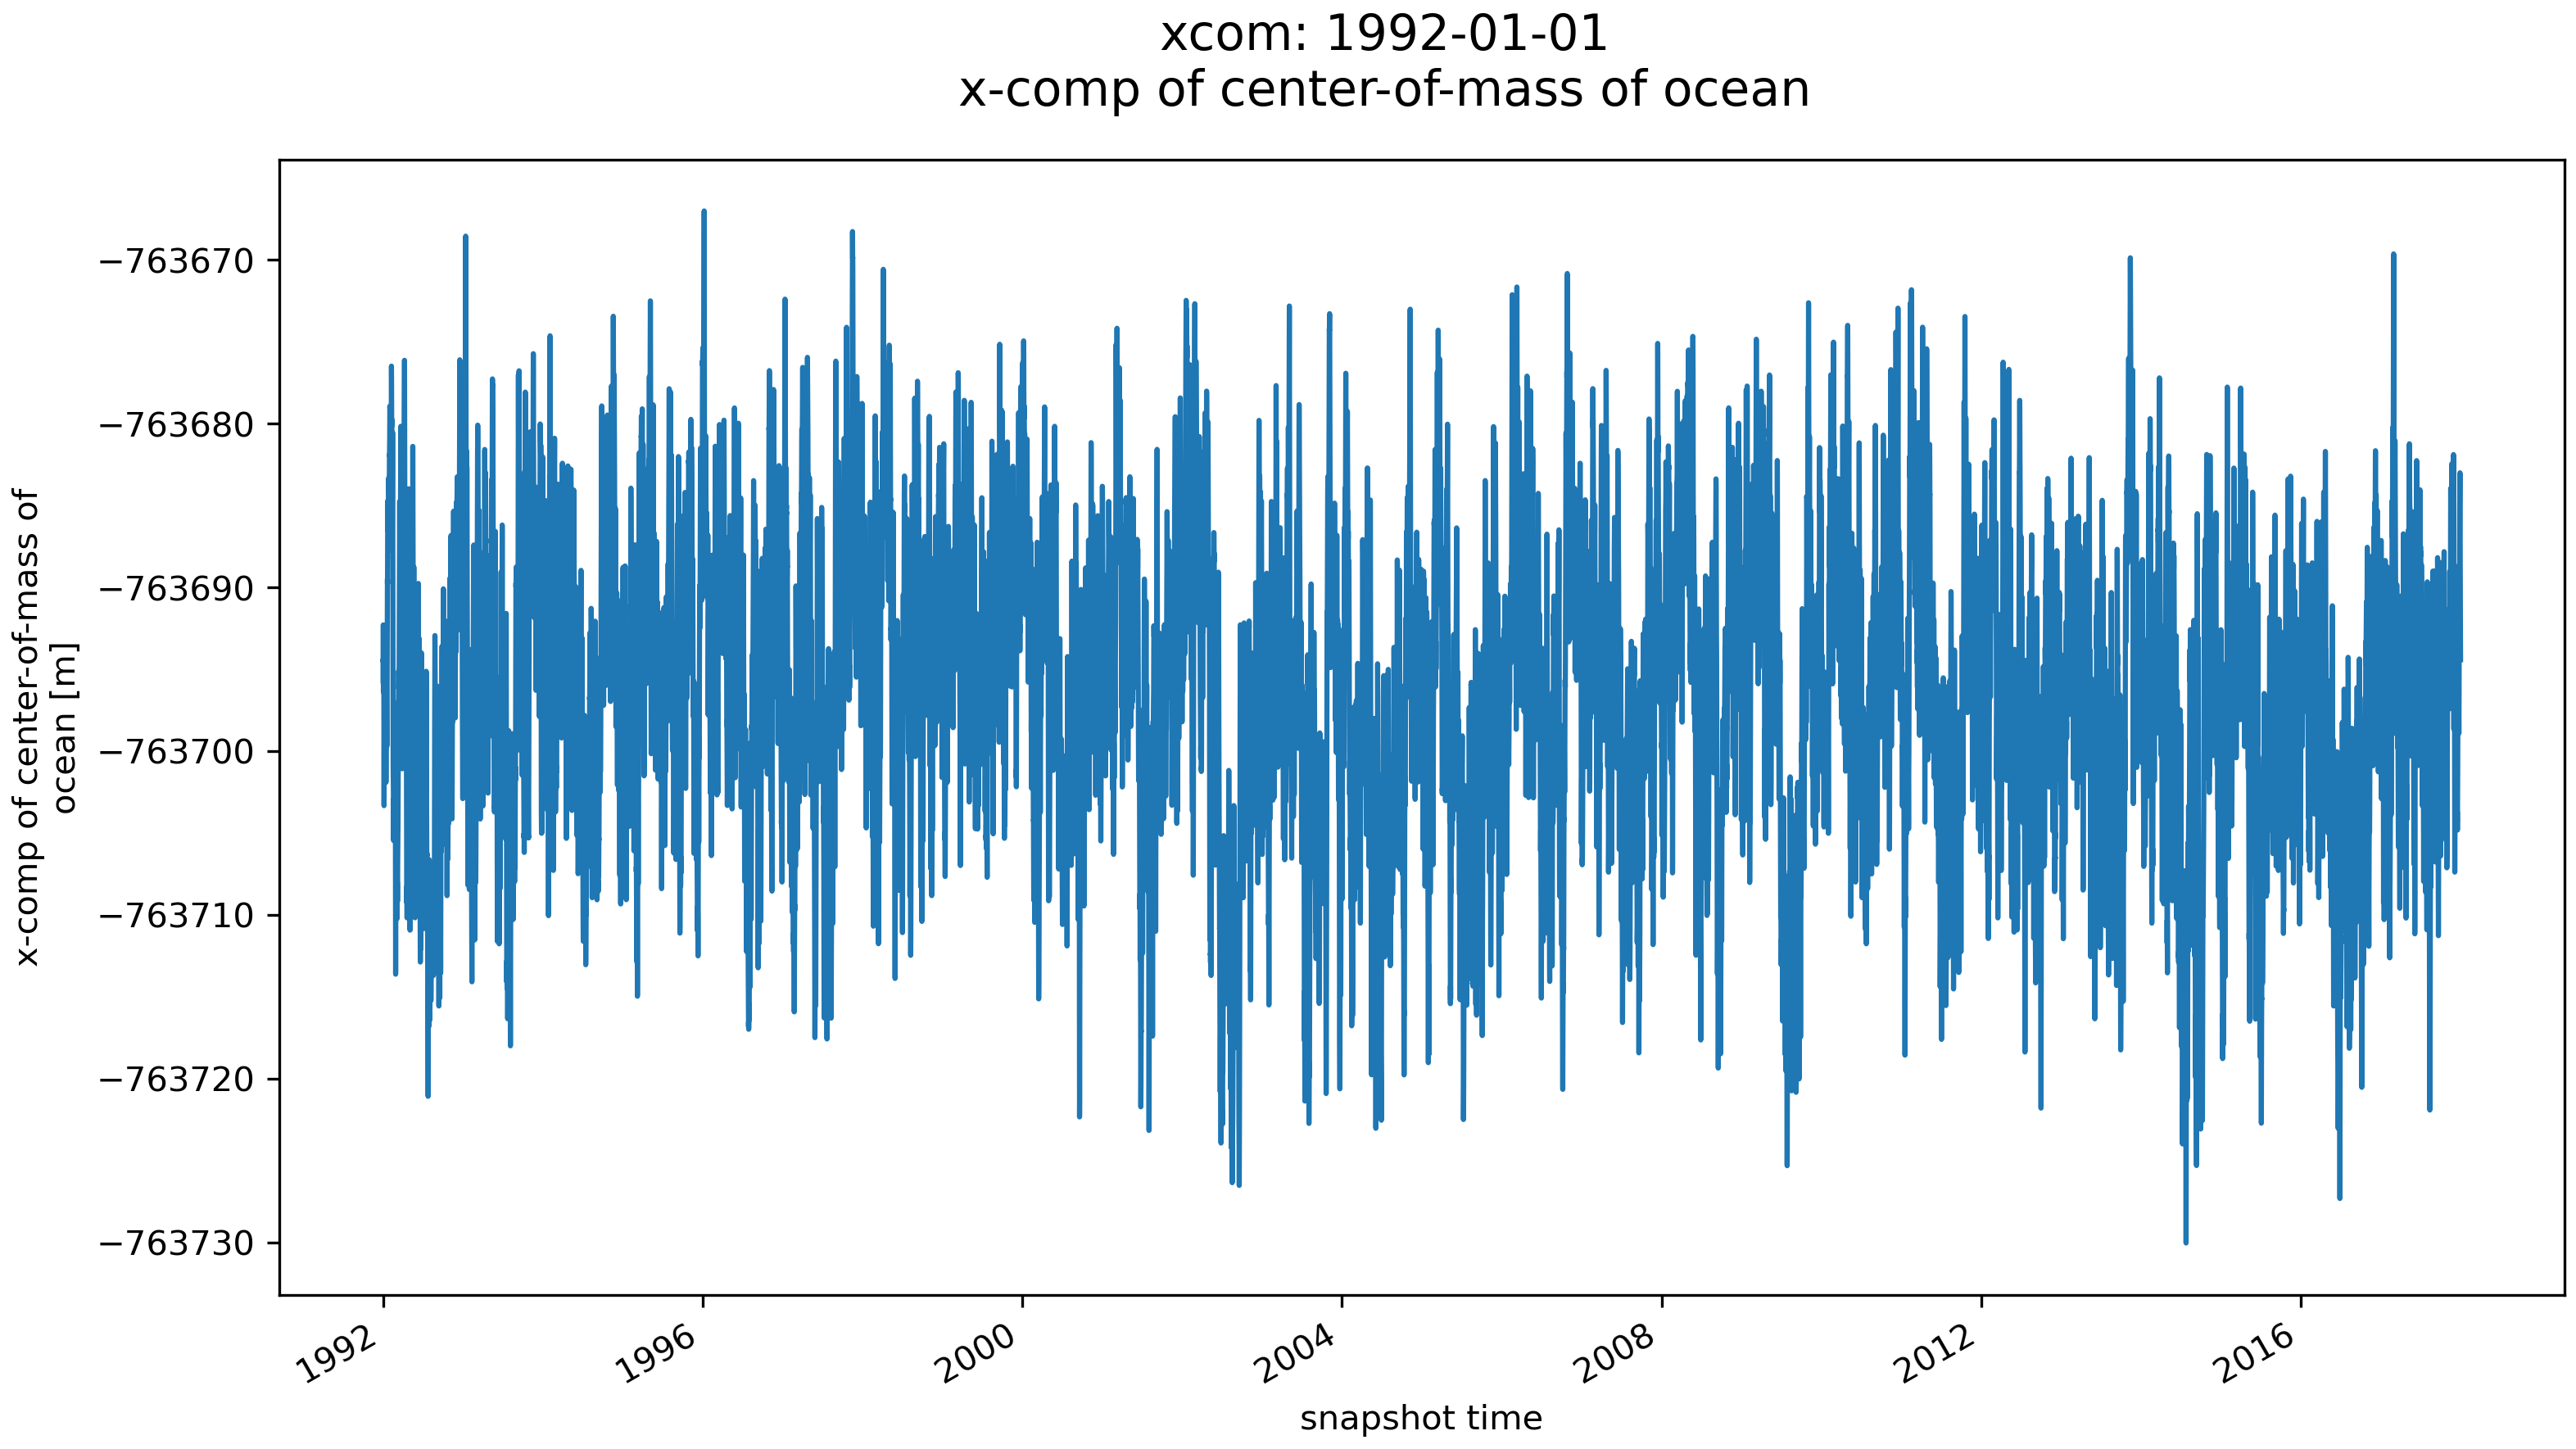 xcom: 1992-01-01
x-comp of center-of-mass of ocean
x-comp of center-of-mass of
ocean [m]
−763670
−763680
−763690
−763700
−763710
−763720
−763730
1992
1996
2000
2004
2008
2012
2016
snapshot time